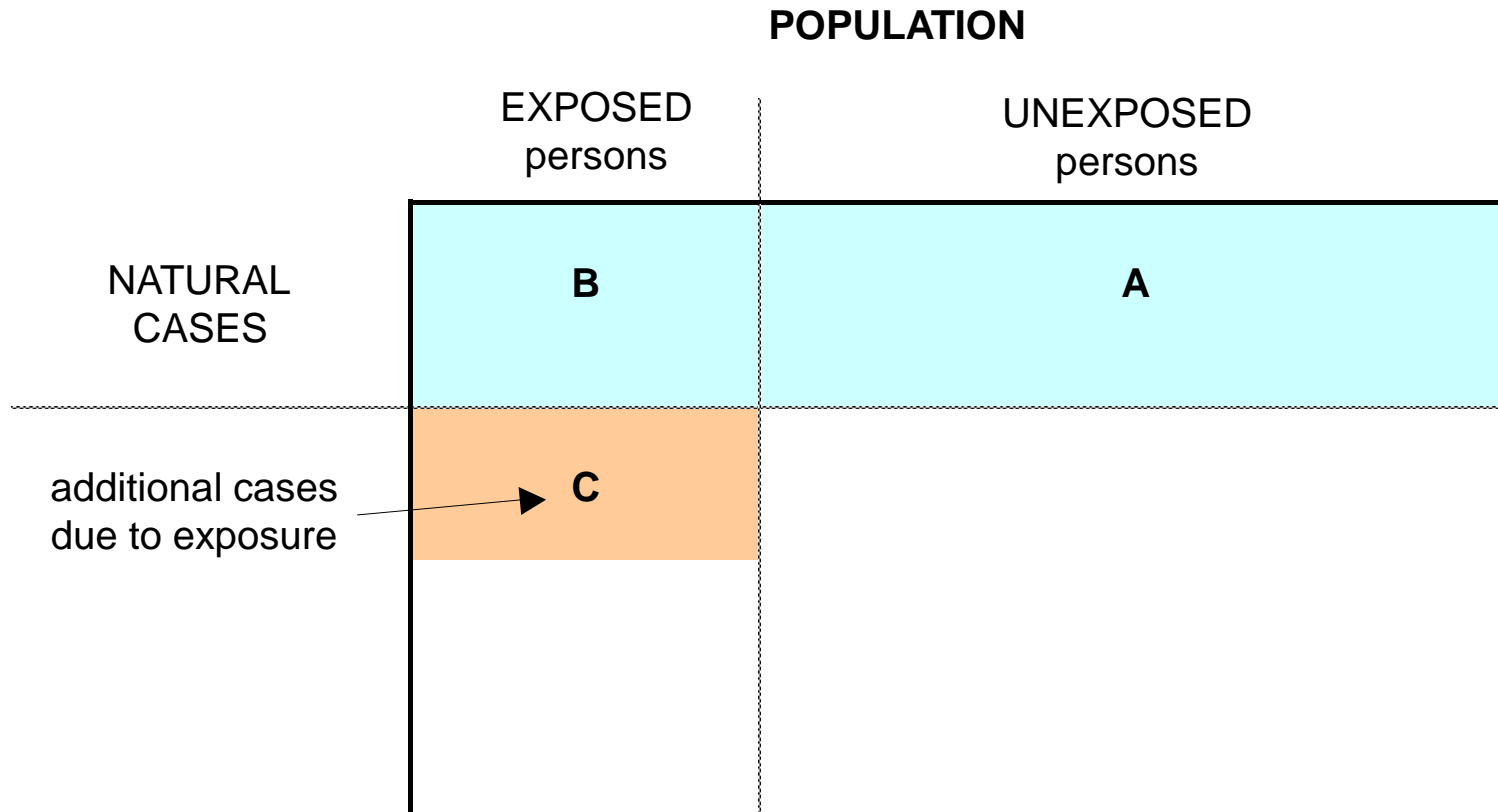 POPULATION
EXPOSED
persons
UNEXPOSED
persons
NATURAL
CASES
B
A
additional cases
due to exposure
C